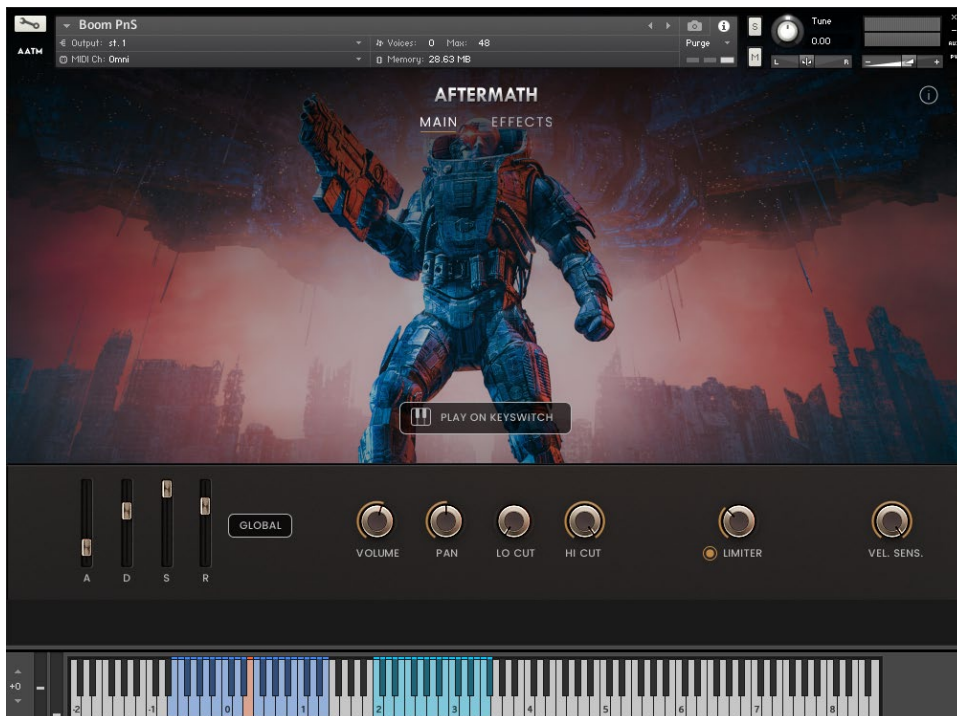 Boom PnS
AATM
Output: st. 1
Voices: 0 Max: 48
Purge
MIDI Ch: Omni
Memory: 28.63 MB
S
M
Tune
0.00
L R
- +
AFTERMATH
MAIN EFFECTS
PLAY ON KEYSWITCH
GLOBAL
VOLUME PAN LO CUT HI CUT
LIMITER
VEL. SENS.
A D S R
+0
-2 -1 0 1 2 3 4 5 6 7 8